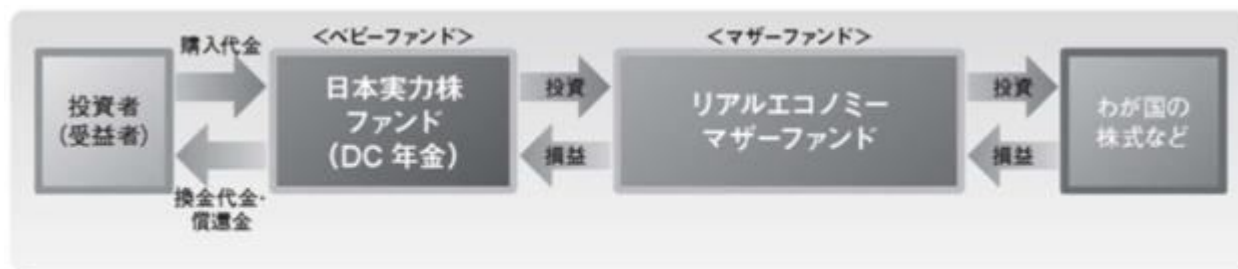 購入代金
<ベビーファンド>
<マザーファンド>
投資者
(受益者)
日本実力株
ファンド
(DC 年金)
投資
リアルエコノミー
マザーファンド
投資
わが国の
株式など
損益
損益
換金代金・
償還金